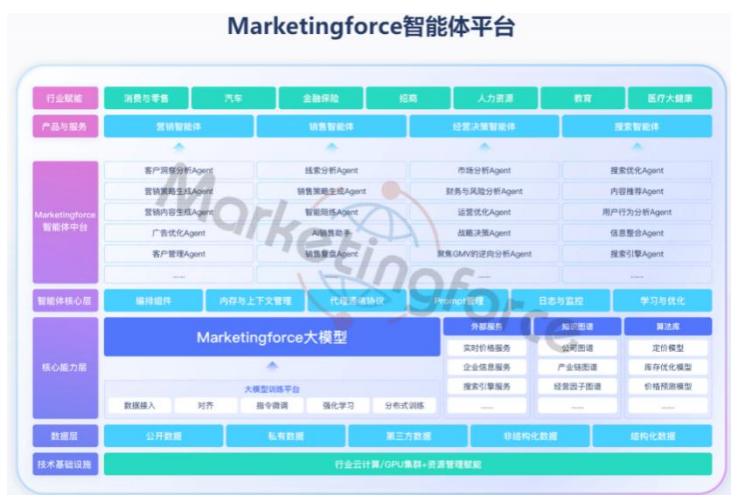 Marketingforce智能体平台
行业赋能 消费与零售 汽车 金融保险 招商 人力资源 教育 医疗大健康
产品与服务 营销智能体 销售智能体 经营决策智能体 搜索智能体
客户洞察分析Agent 线索分析Agent 市场分析Agent 搜索优化Agent
营销策略生成Agent 销售策略生成Agent 财务与风险分析Agent 内容推荐Agent
Marketingforce
智能体中台
营销内容生成Agent 智能陪练Agent 运营优化Agent 用户行为分析Agent
广告优化Agent AI销售助手 战略决策Agent 信息整合Agent
客户管理Agent 销售复盘Agent 聚焦GMV的逆向分析Agent 搜索引擎Agent
...... ...... ...... ......
智能体核心层 编排组件 内存与上下文管理 代理通信协议 Prompt管理 日志与监控 学习与优化
核心能力层
Marketingforce大模型
大模型训练平台
数据接入 对齐 指令微调 强化学习 分布式训练
外部服务 知识图谱 算法库
实时价格服务 公司图谱 定价模型
企业信息服务 产业链图谱 库存优化模型
搜索引擎服务 经营因子图谱 价格预测模型
...... ...... ......
数据层 公开数据 私有数据 第三方数据 非结构化数据 结构化数据
技术基础设施 行业云计算/GPU集群+资源管理赋能
Marketingforce